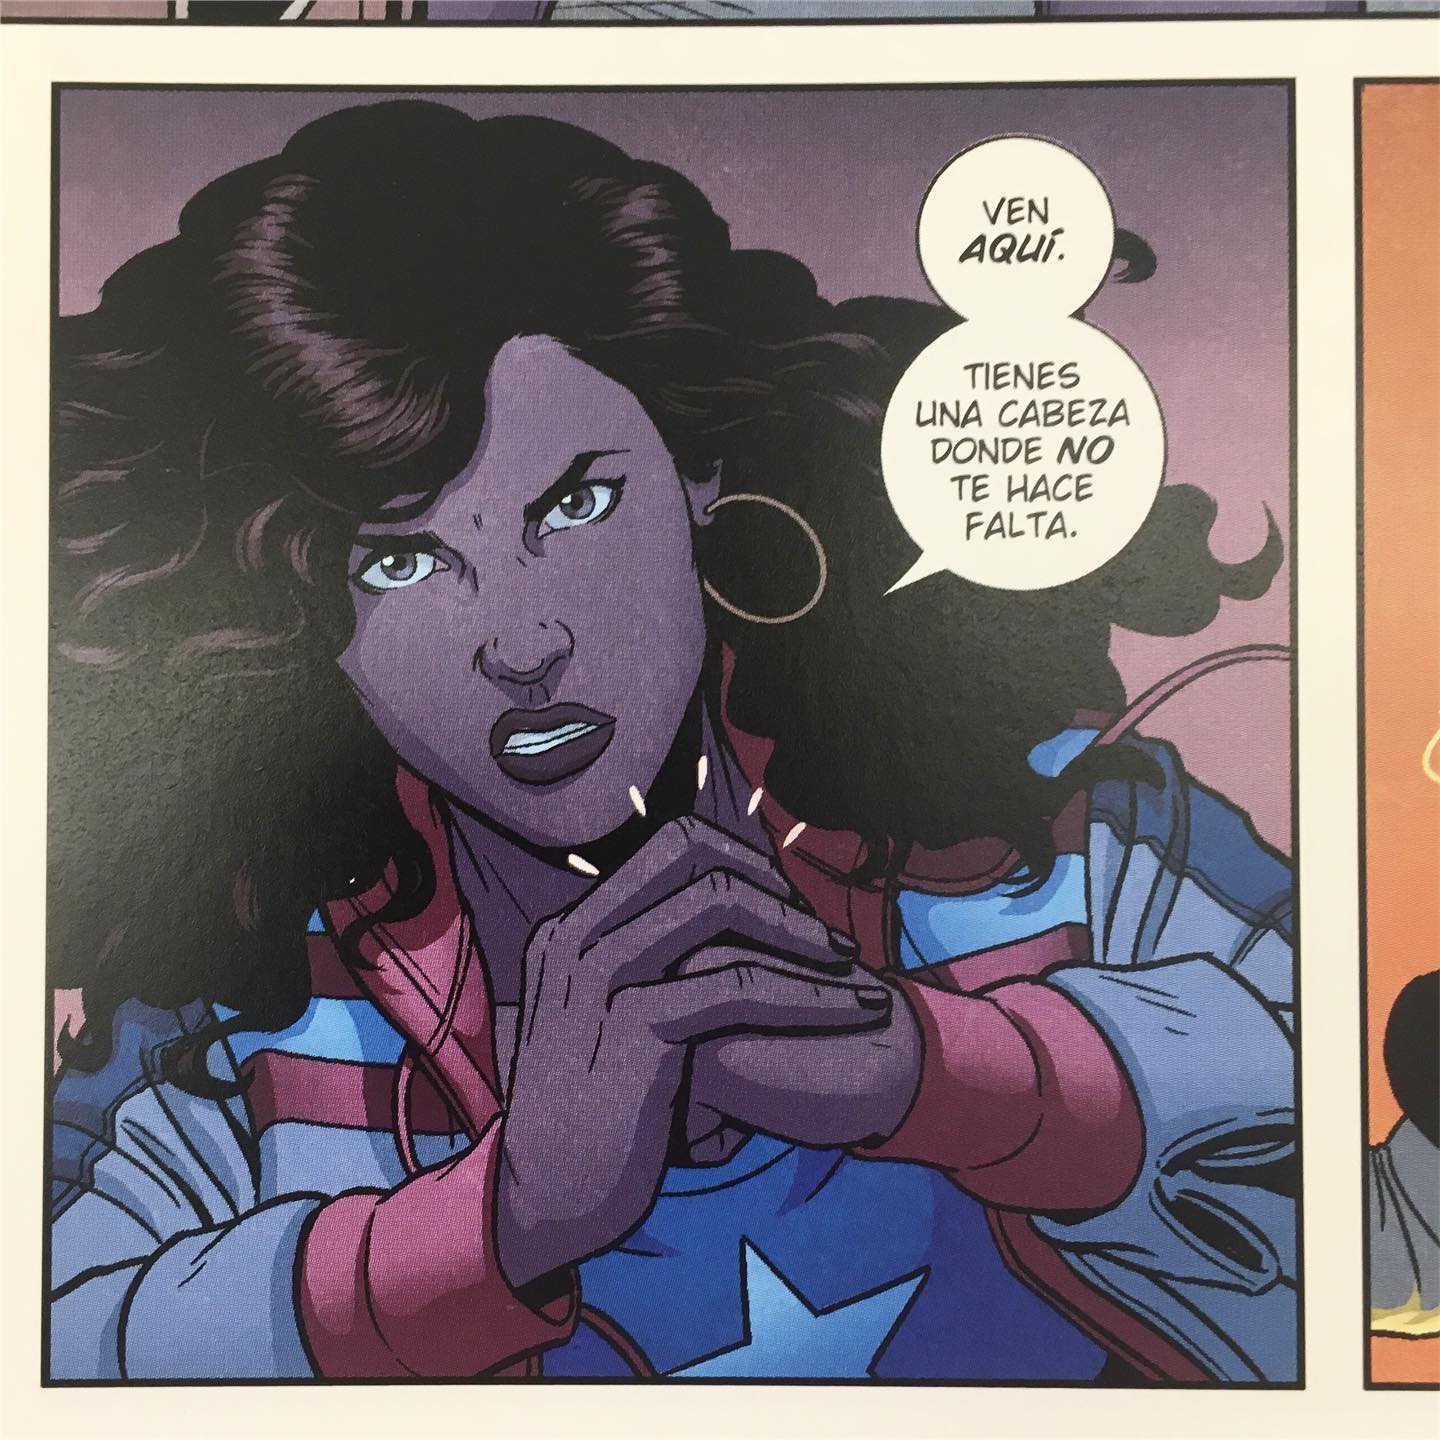 VEN
AQUÍ.
TIENES
UNA CABEZA
DONDE NO
TE HACE
FALTA.